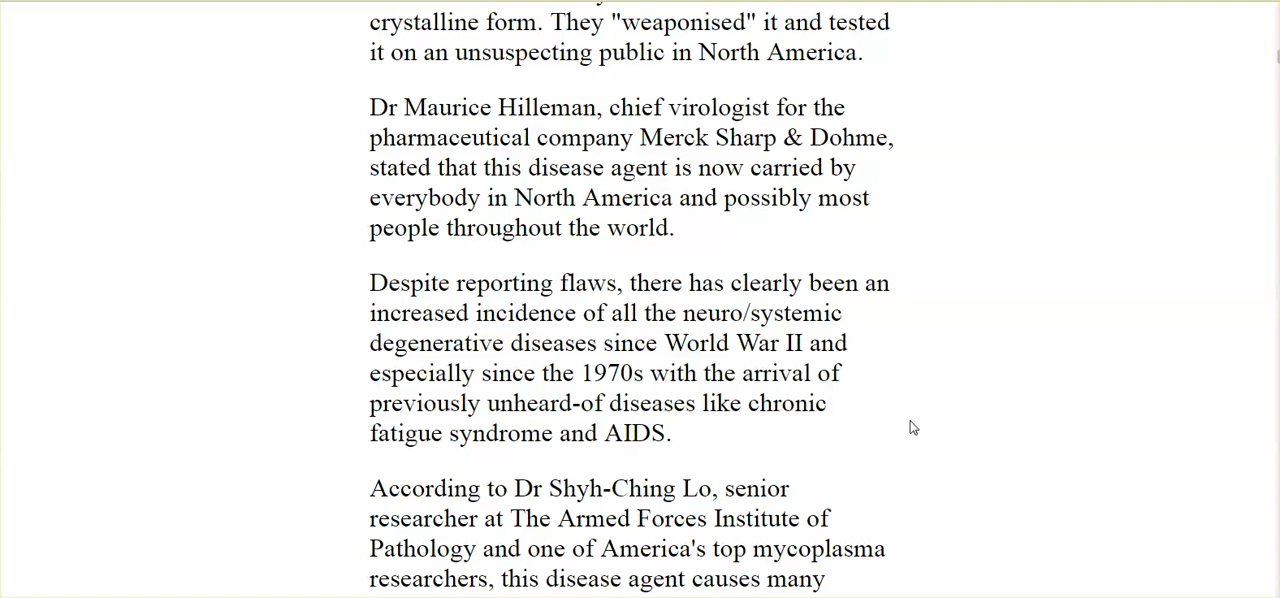 crystalline form. They "weaponised" it and tested
it on an unsuspecting public in North America.
Dr Maurice Hilleman, chief virologist for the
pharmaceutical company Merck Sharp & Dohme,
stated that this disease agent is now carried by
everybody in North America and possibly most
people throughout the world.
Despite reporting flaws, there has clearly been an
increased incidence of all the neuro/systemic
degenerative diseases since World War II and
especially since the 1970s with the arrival of
previously unheard-of diseases like chronic
fatigue syndrome and AIDS.
According to Dr Shyh-Ching Lo, senior
researcher at The Armed Forces Institute of
Pathology and one of America's top mycoplasma
researchers, this disease agent causes many